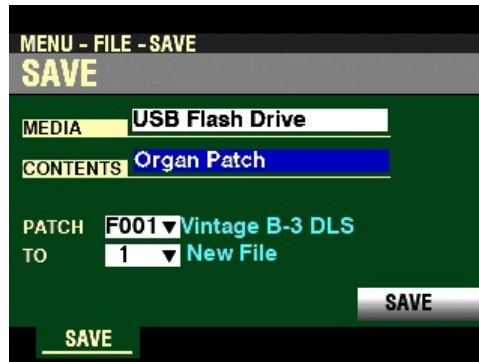 MENU - FILE - SAVE
SAVE
MEDIA USB Flash Drive
CONTENTS Organ Patch
PATCH F001 ▼ Vintage B-3 DLS
TO 1 ▼ New File
SAVE
SAVE